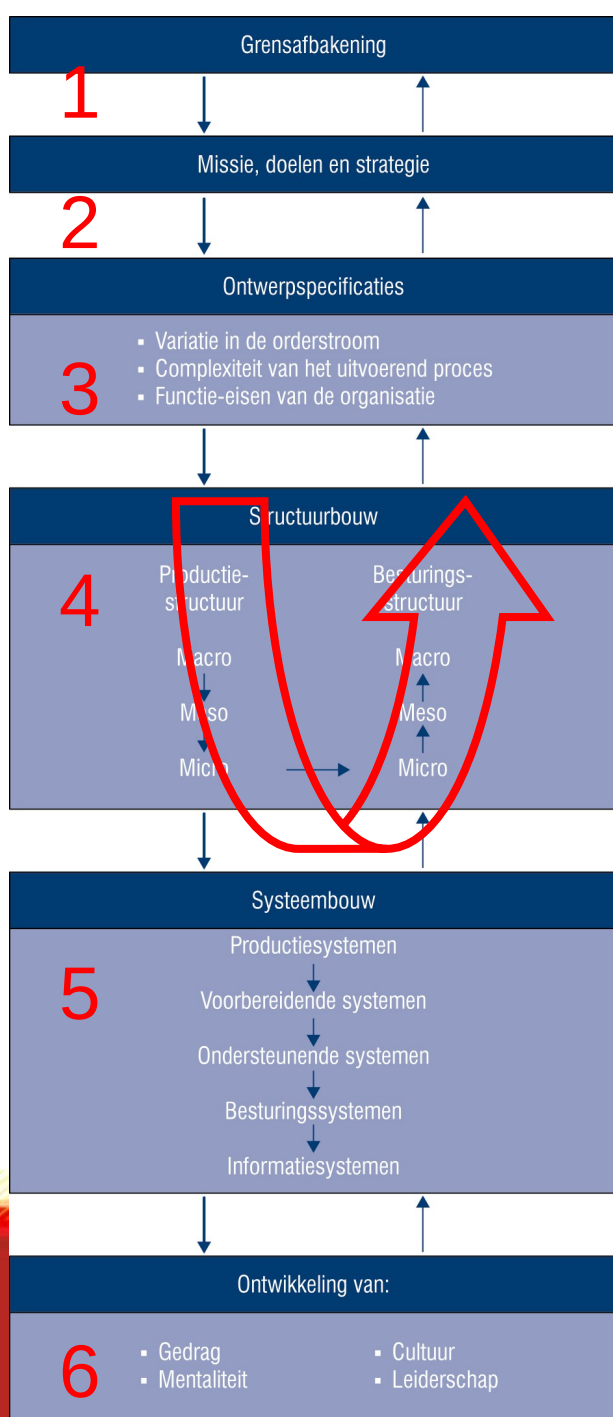 Grensafbakening
1
Missie, doelen en strategie
2
Ontwerpspecificaties
▪ Variatie in de orderstroom
▪ Complexiteit van het uitvoerend proces
▪ Functie-eisen van de organisatie
3
Structuurbouw
4
Productie-
structuur
Macro
Meso
Micro
Besturings-
structuur
Macro
Meso
Micro
Systeembouw
5
Productiesystemen
Voorbereidende systemen
Ondersteunende systemen
Besturingssystemen
Informatiesystemen
Ontwikkeling van:
6
▪ Gedrag
▪ Mentaliteit
▪ Cultuur
▪ Leiderschap